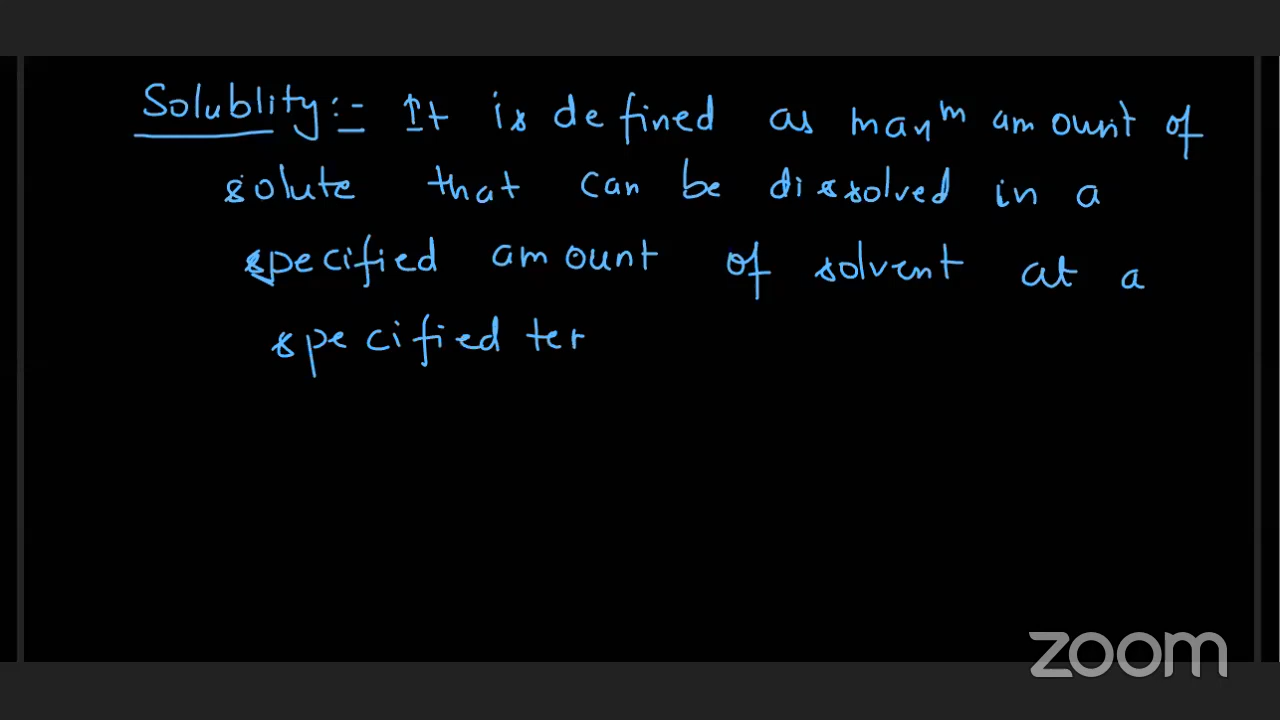 Solublity:- It is defined as maxᵐ amount of
solute that can be dissolved in a
specified amount of solvent at a
specified ter
zoom